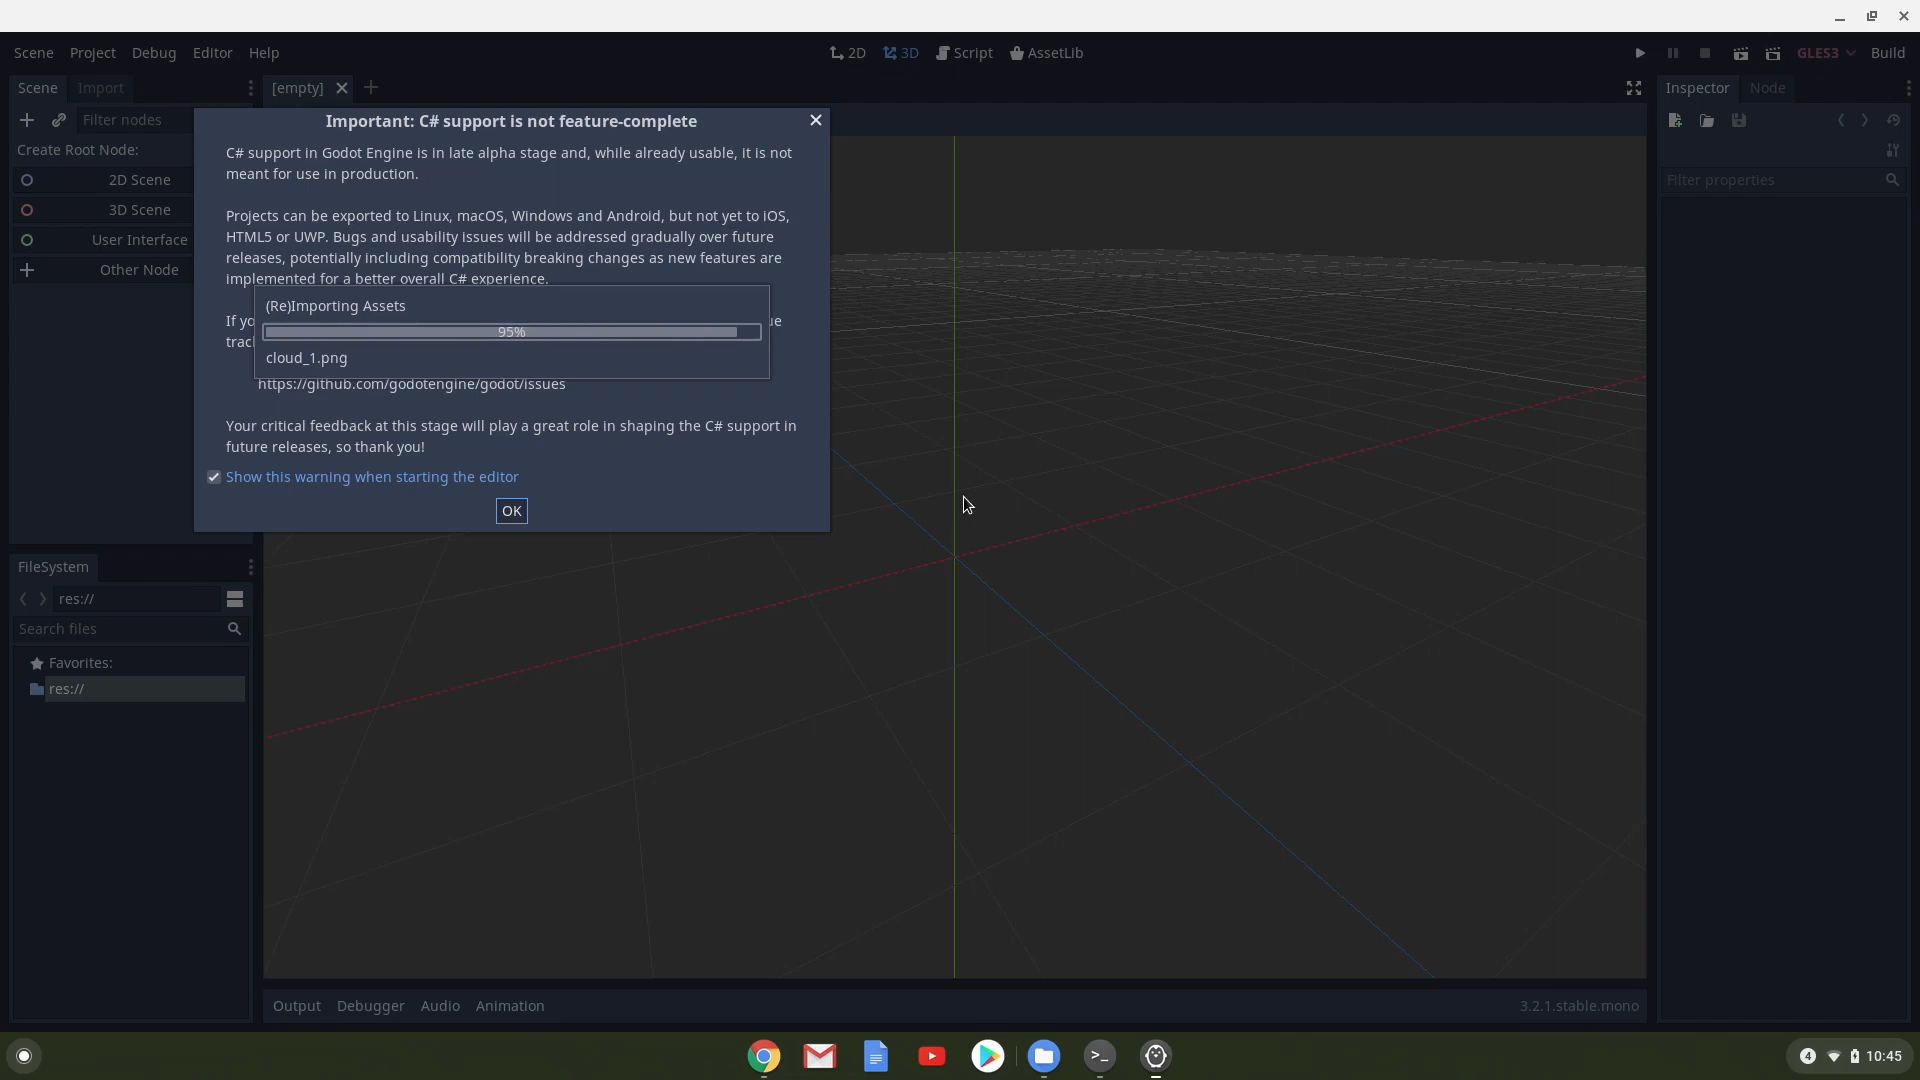 Scene Project Debug Editor Help 2D 3D Script AssetLib GLES3 Build
Scene Import [empty] Inspector Node
Filter nodes
Create Root Node:
2D Scene
3D Scene
User Interface
Other Node
Important: C# support is not feature-complete
C# support in Godot Engine is in late alpha stage and, while already usable, it is not
meant for use in production.
Projects can be exported to Linux, macOS, Windows and Android, but not yet to iOS,
HTML5 or UWP. Bugs and usability issues will be addressed gradually over future
releases, potentially including compatibility breaking changes as new features are
implemented for a better overall C# experience.
If
(Re)Importing Assets
95%
cloud_1.png
https://github.com/godotengine/godot/issues
Your critical feedback at this stage will play a great role in shaping the C# support in
future releases, so thank you!
Show this warning when starting the editor
OK
Filter properties
FileSystem
res://
Search files
Favorites:
res://
Output Debugger Audio Animation 3.2.1.stable.mono
4 10:45